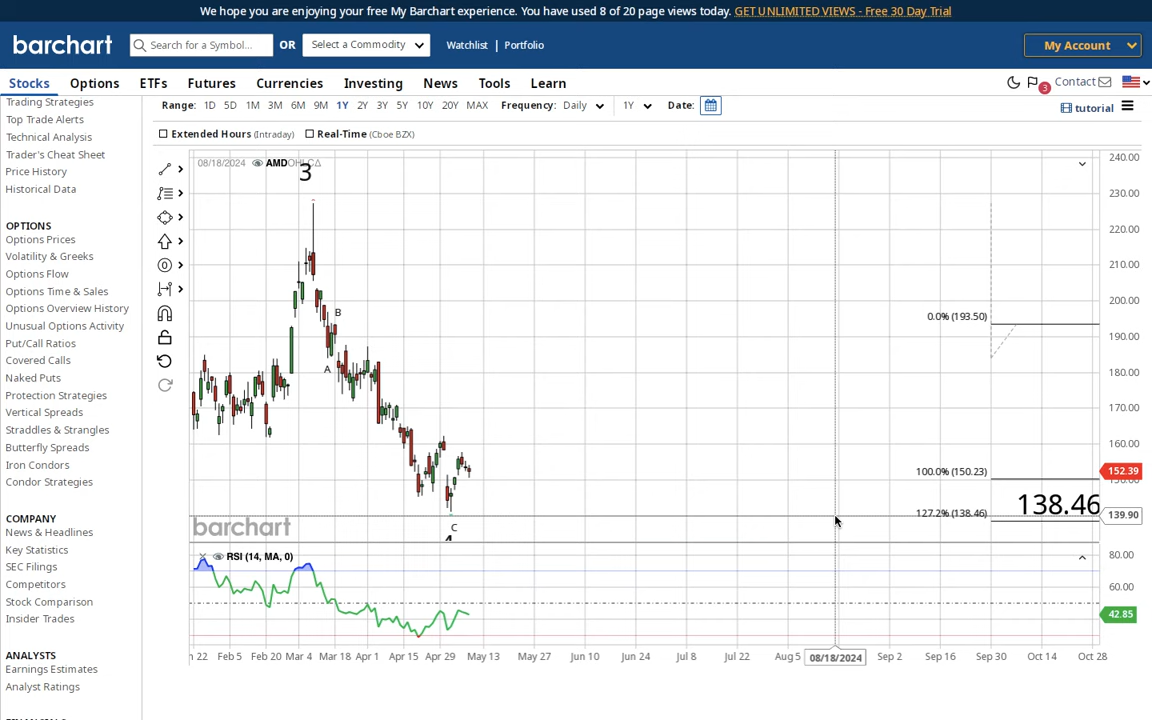 We hope you are enjoying your free My Barchart experience. You have used 8 of 20 page views today. GET UNLIMITED VIEWS - Free 30 Day Trial
barchart Search for a Symbol... OR Select a Commodity Watchlist | Portfolio My Account
Stocks Options ETFs Futures Currencies Investing News Tools Learn 3 Contact
Trading Strategies
Top Trade Alerts
Technical Analysis
Trader's Cheat Sheet
Price History
Historical Data
OPTIONS
Options Prices
Volatility & Greeks
Options Flow
Most Active Options
Options Time & Sales
Options Overview History
Unusual Options Activity
Put/Call Ratios
Covered Calls
Naked Puts
Protection Strategies
Vertical Spreads
Straddles & Strangles
Butterfly Spreads
Iron Condors
Condor Strategies
COMPANY
News & Headlines
Key Statistics
SEC Filings
Competitors
Stock Comparison
Insider Trades
ANALYSTS
Earnings Estimates
Analyst Ratings
Range: 1D 5D 1M 3M 6M 9M 1Y 2Y 3Y 5Y 10Y 20Y MAX Frequency: Daily 1Y Date: tutorial
Extended Hours (Intraday) Real-Time (Cboe BZX)
08/18/2024 AMD OHLCΔ
3
B
A
C
4
0.0% (193.50)
100.0% (150.23)
127.2% (138.46)
138.46
240.00
230.00
220.00
210.00
200.00
190.00
180.00
170.00
160.00
152.39
150.00
139.90
barchart
RSI (14, MA, 0)
80.00
60.00
42.85
n 22 Feb 5 Feb 20 Mar 4 Mar 18 Apr 1 Apr 15 Apr 29 May 13 May 27 Jun 10 Jun 24 Jul 8 Jul 22 Aug 5 08/18/2024 Sep 2 Sep 16 Sep 30 Oct 14 Oct 28